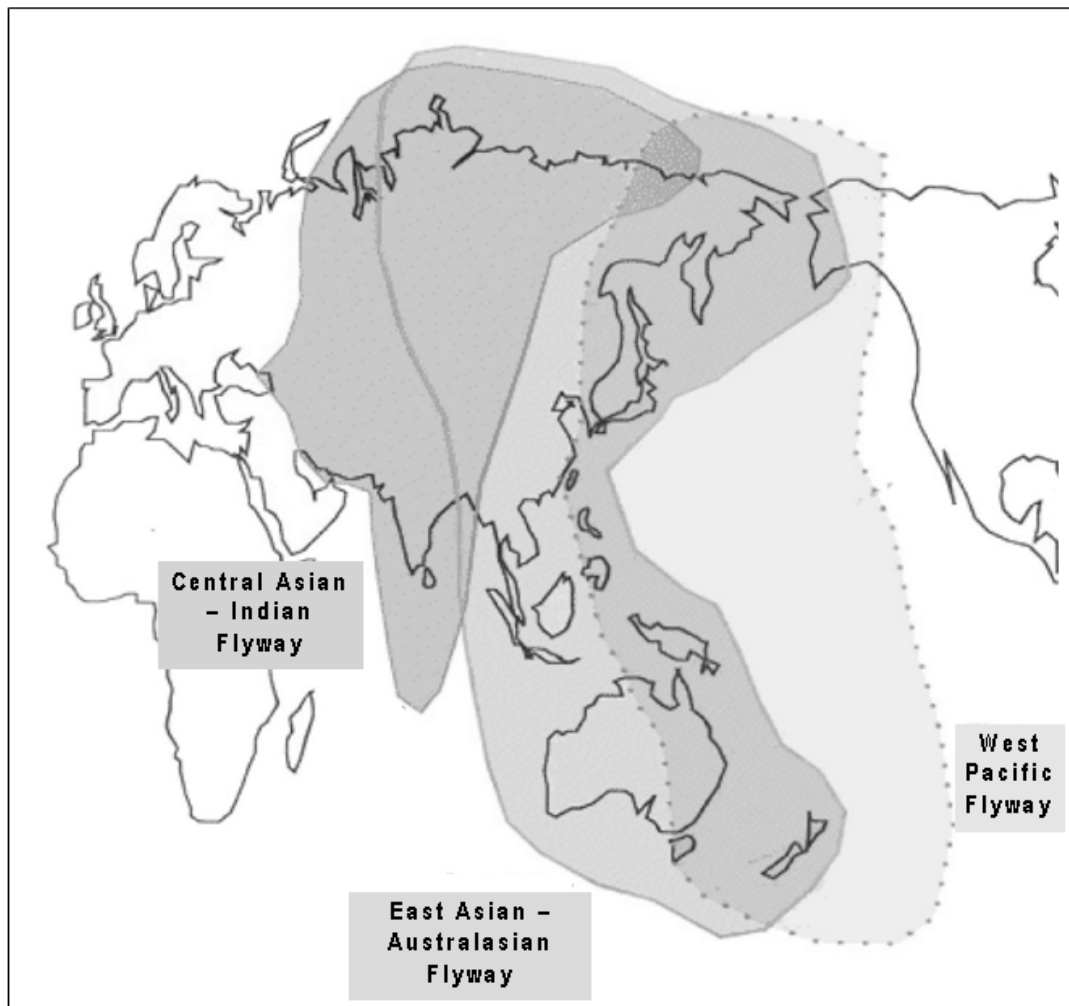 Central Asian
– Indian
Flyway
West
Pacific
Flyway
East Asian –
Australasian
Flyway